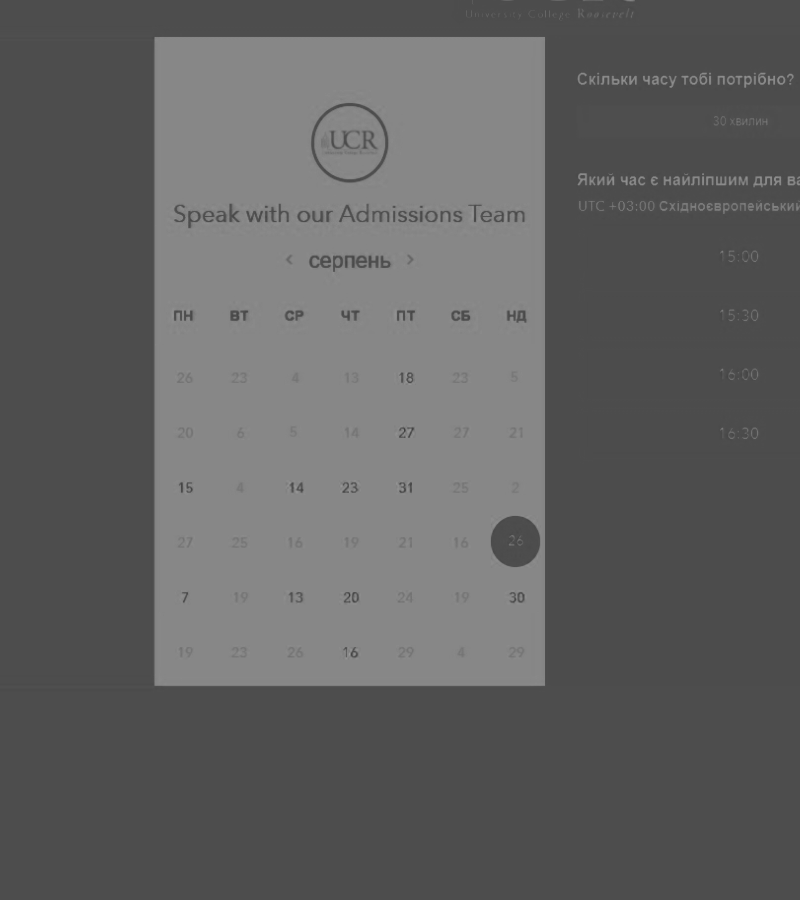 University College Roosevelt
UCR
Speak with our Admissions Team
< серпень >
ПН ВТ СР ЧТ ПТ СБ НД
26 23 4 13 18 23 5
20 6 5 14 27 27 21
15 4 14 23 31 25 2
27 25 16 19 21 16 26
7 19 13 20 24 19 30
19 23 26 16 29 4 29
Скільки часу тобі потрібно?
30 хвилин
Який час є найліпшим для ва
UTC +03:00 Східноєвропейський
15:00
15:30
16:00
16:30